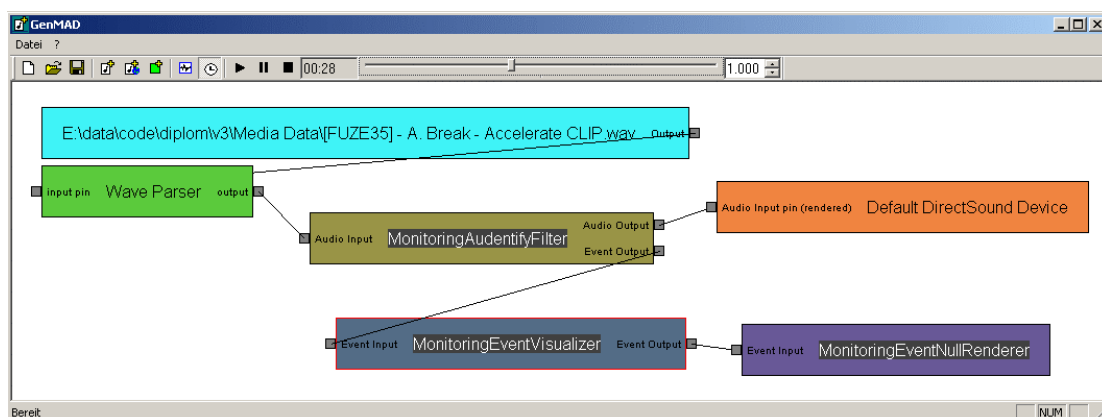 GenMAD
Datei ?
00:28 1.000
E:\data\code\diplom\v3\Media Data\[FUZE35] - A. Break - Accelerate CLIP.wav Output
input pin Wave Parser output
Audio Input pin (rendered) Default DirectSound Device
Audio Input MonitoringAudentifyFilter Audio Output
Event Output
Event Input MonitoringEventVisualizer Event Output
Event Input MonitoringEventNullRenderer
Bereit NUM